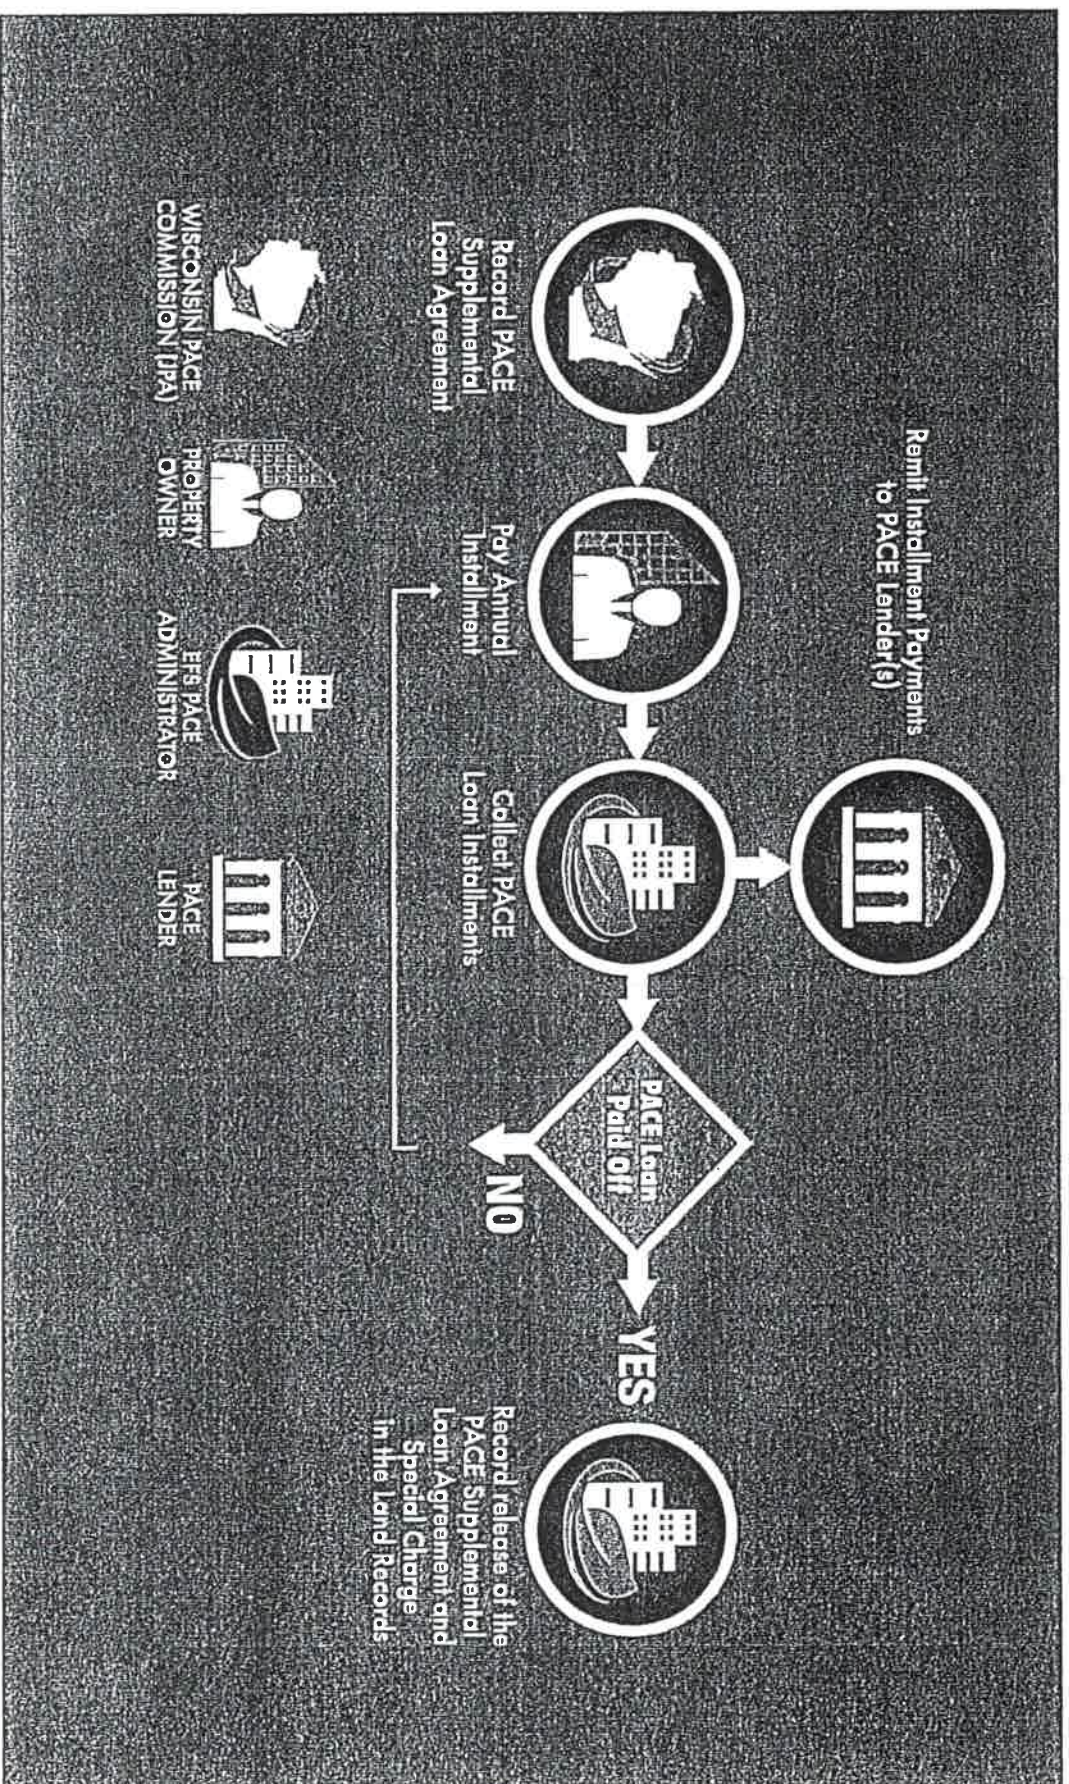 Remit Installment Payments
to PACE Lender(s)
Record PACE
Supplemental
Loan Agreement
Pay Annual
Installment
Collect PACE
Loan Installments
PACE Loan
Paid Off
NO
YES
Record release of the
PACE Supplemental
Loan Agreement and
Special Charge
in the Land Records
WISCONSIN PACE
COMMISSION (JPA)
PROPERTY
OWNER
EFS PACE
ADMINISTRATOR
PACE
LENDER